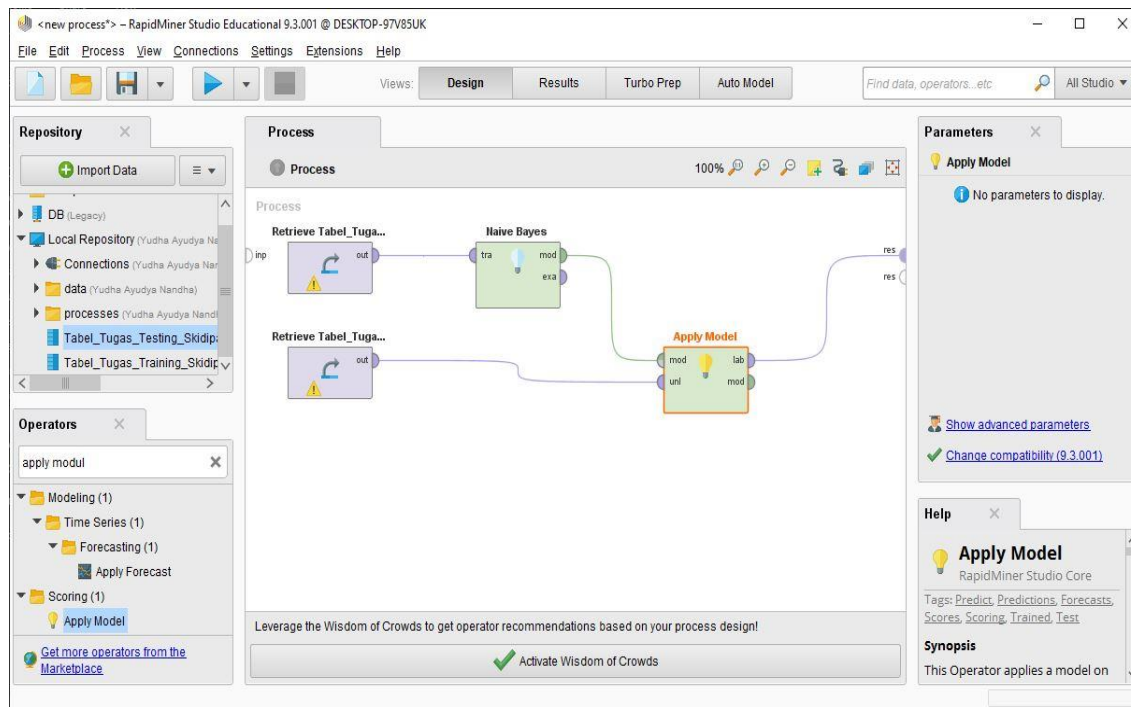 <new process*> – RapidMiner Studio Educational 9.3.001 @ DESKTOP-97V85UK
File Edit Process View Connections Settings Extensions Help
Views: Design Results Turbo Prep Auto Model
Find data, operators...etc
All Studio
Repository
Import Data
DB (Legacy)
Local Repository (Yudha Ayudya Na
Connections (Yudha Ayudya Nan
data (Yudha Ayudya Nandha)
processes (Yudha Ayudya Nandh
Tabel_Tugas_Testing_Skidipa
Tabel_Tugas_Training_Skidip
Operators
apply modul
Modeling (1)
Time Series (1)
Forecasting (1)
Apply Forecast
Scoring (1)
Apply Model
Get more operators from the
Marketplace
Process
Process
100%
Process
Retrieve Tabel_Tuga...
inp
out
Naive Bayes
tra
mod
exa
res
res
Retrieve Tabel_Tuga...
out
Apply Model
mod
lab
unl
mod
Leverage the Wisdom of Crowds to get operator recommendations based on your process design!
Activate Wisdom of Crowds
Parameters
Apply Model
No parameters to display.
Show advanced parameters
Change compatibility (9.3.001)
Help
Apply Model
RapidMiner Studio Core
Tags: Predict, Predictions, Forecasts,
Scores, Scoring, Trained, Test
Synopsis
This Operator applies a model on